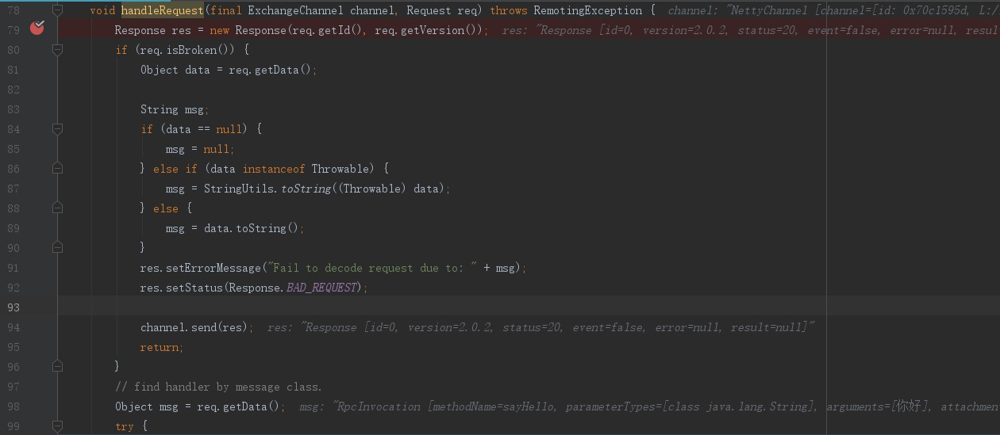 78 void handleRequest(final ExchangeChannel channel, Request req) throws RemotingException { channel: "NettyChannel [channel=[id: 0x70c1595d, L:/
79 Response res = new Response(req.getId(), req.getVersion()); res: "Response [id=0, version=2.0.2, status=20, event=false, error=null, resul
80 if (req.isBroken()) {
81 Object data = req.getData();
82
83 String msg;
84 if (data == null) {
85 msg = null;
86 } else if (data instanceof Throwable) {
87 msg = StringUtils.toString((Throwable) data);
88 } else {
89 msg = data.toString();
90 }
91 res.setErrorMessage("Fail to decode request due to: " + msg);
92 res.setStatus(Response.BAD_REQUEST);
93
94 channel.send(res); res: "Response [id=0, version=2.0.2, status=20, event=false, error=null, result=null]"
95 return;
96 }
97 // find handler by message class.
98 Object msg = req.getData(); msg: "RpcInvocation [methodName=sayHello, parameterTypes=[class java.lang.String], arguments=[你好], attachmen
99 try {